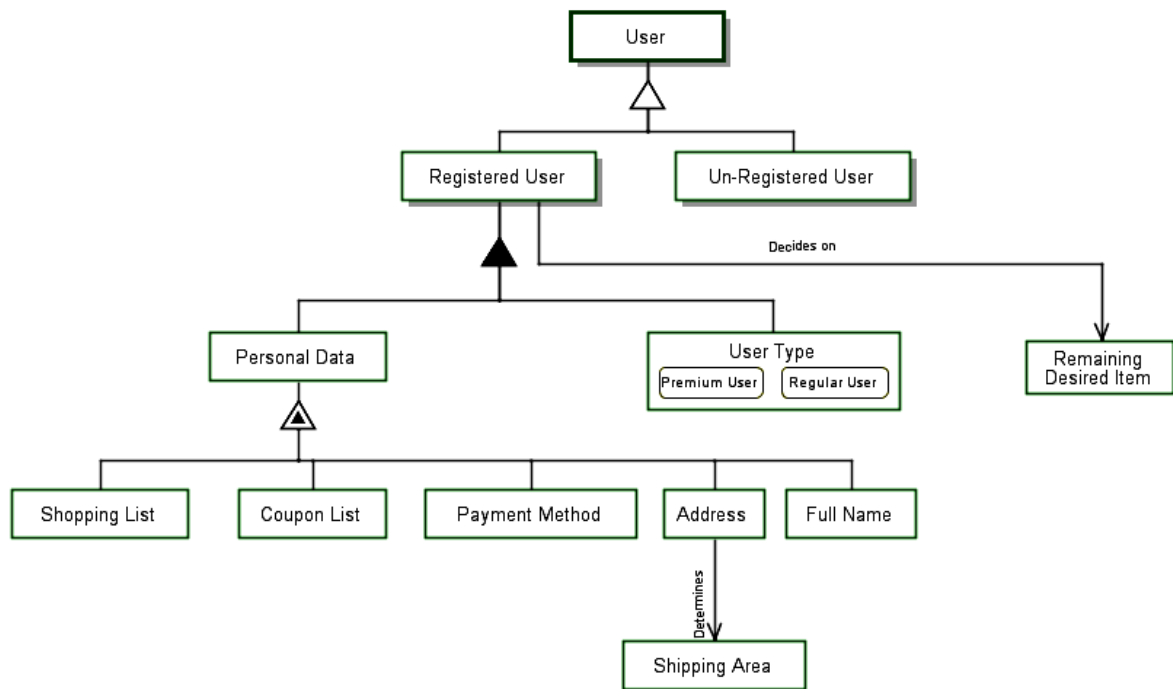 User
Registered User
Un-Registered User
Decides on
Personal Data
User Type
Premium User
Regular User
Remaining
Desired Item
Shopping List
Coupon List
Payment Method
Address
Full Name
Determines
Shipping Area